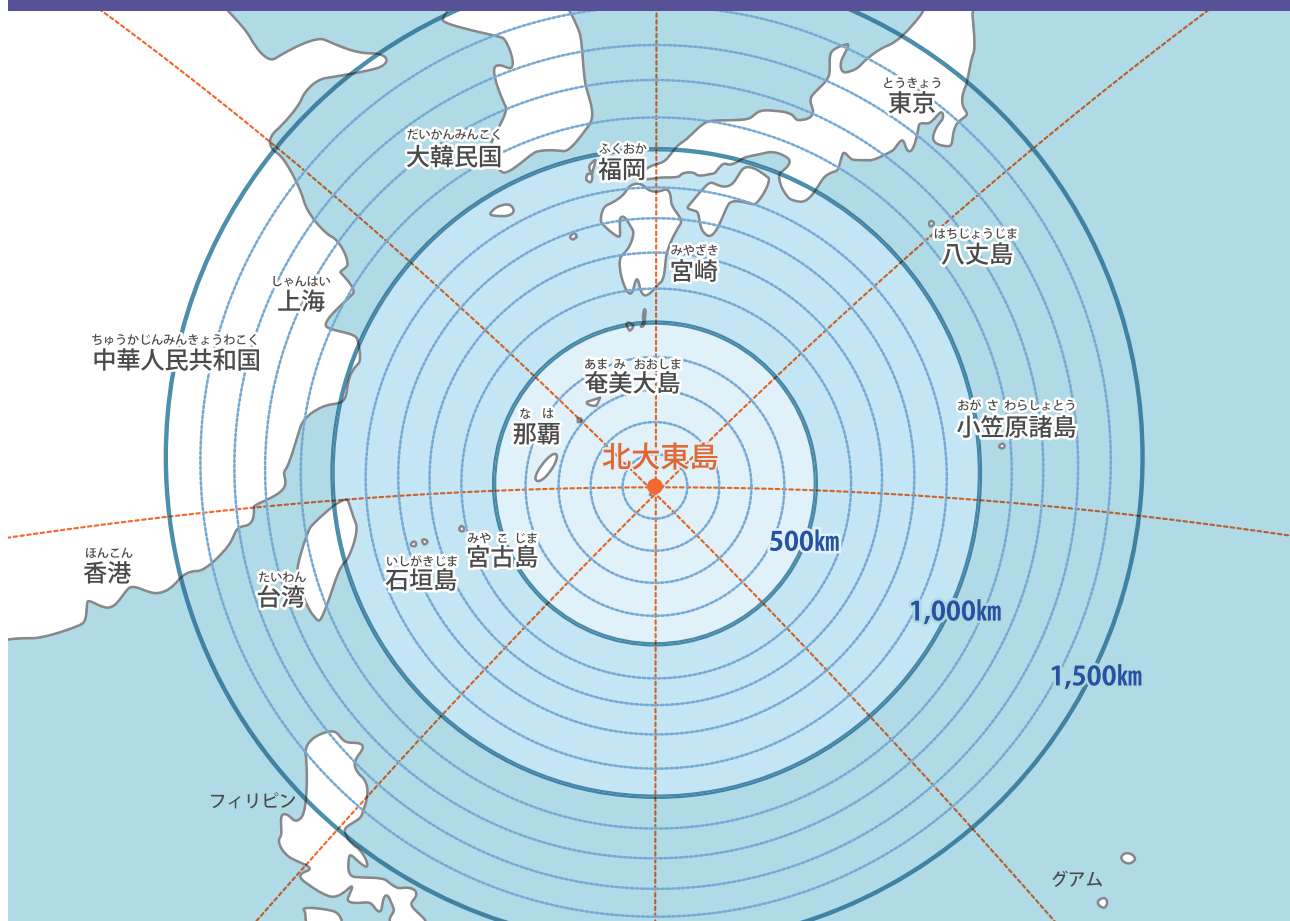 とうきょう
東京
だいかんみんこく
大韓民国
ふくおか
福岡
はちじょうじま
八丈島
みやざき
宮崎
しゃんはい
上海
ちゅうかじんみんきょうわこく
中華人民共和国
あまみおおしま
奄美大島
おがさわらしょとう
小笠原諸島
なは
那覇
北大東島
500km
みやこじま
宮古島
ほんこん
香港
いしがきじま
石垣島
たいわん
台湾
1,000km
1,500km
フィリピン
グアム